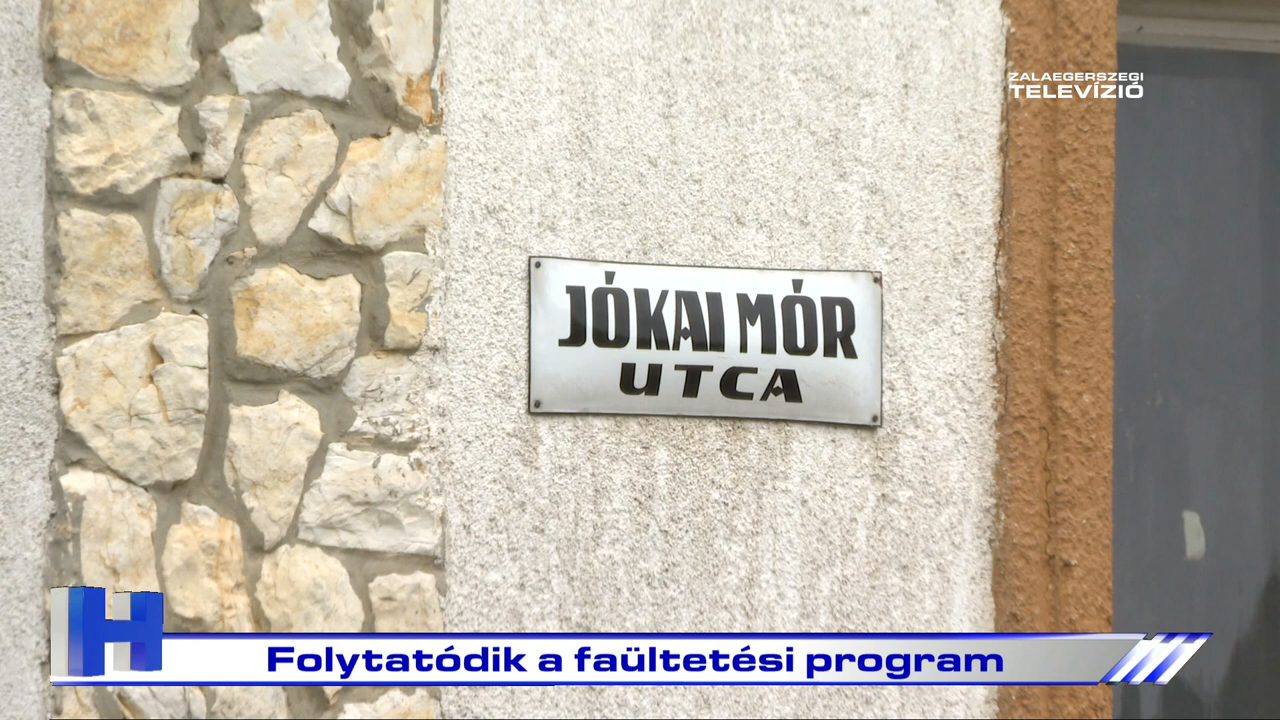 ZALAEGERSZEGI
TELEVÍZIÓ
JÓKAI MÓR
UTCA
H
Folytatódik a faültetési program